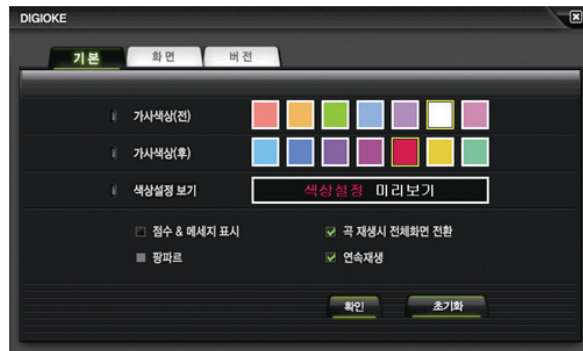 DIGIOKE
기본 화면 버전
가사색상(전)
가사색상(후)
색상설정 보기 색상설정 미리보기
점수 & 메세지 표시 곡 재생시 전체화면 전환
팡파르 연속재생
확인 초기화